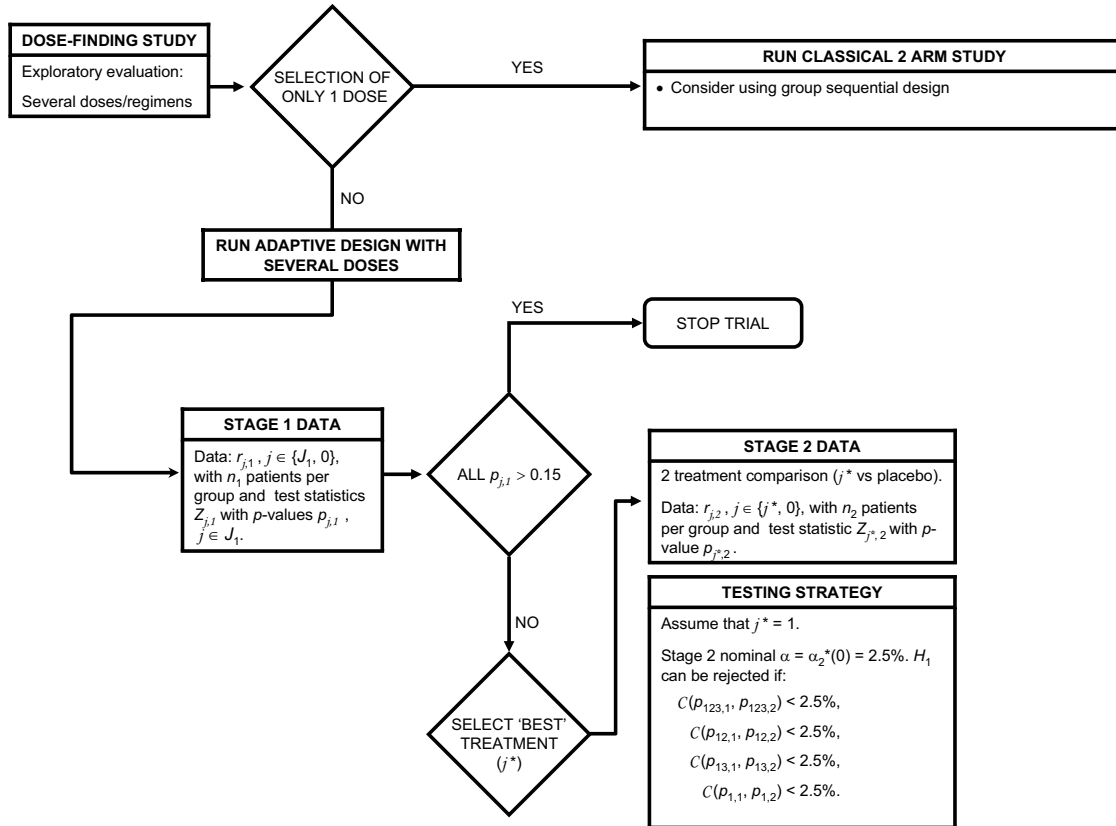 DOSE-FINDING STUDY
Exploratory evaluation:
Several doses/regimens
SELECTION OF
ONLY 1 DOSE
YES
RUN CLASSICAL 2 ARM STUDY
• Consider using group sequential design
NO
RUN ADAPTIVE DESIGN WITH
SEVERAL DOSES
YES
STOP TRIAL
STAGE 1 DATA
Data: r_{j,1} , j ∈ {J_1, 0},
with n_1 patients per
group and test statistics
Z_{j,1} with p-values p_{j,1} ,
j ∈ J_1.
ALL p_{j,1} > 0.15
STAGE 2 DATA
2 treatment comparison (j* vs placebo).
Data: r_{j,2} , j ∈ {j*, 0}, with n_2 patients
per group and test statistic Z_{j*,2} with p-
value p_{j*,2} .
NO
SELECT ‘BEST’
TREATMENT
(j*)
TESTING STRATEGY
Assume that j* = 1.
Stage 2 nominal α = α_2*(0) = 2.5%. H_1
can be rejected if:
C(p_{123,1}, p_{123,2}) < 2.5%,
C(p_{12,1}, p_{12,2}) < 2.5%,
C(p_{13,1}, p_{13,2}) < 2.5%,
C(p_{1,1}, p_{1,2}) < 2.5%.